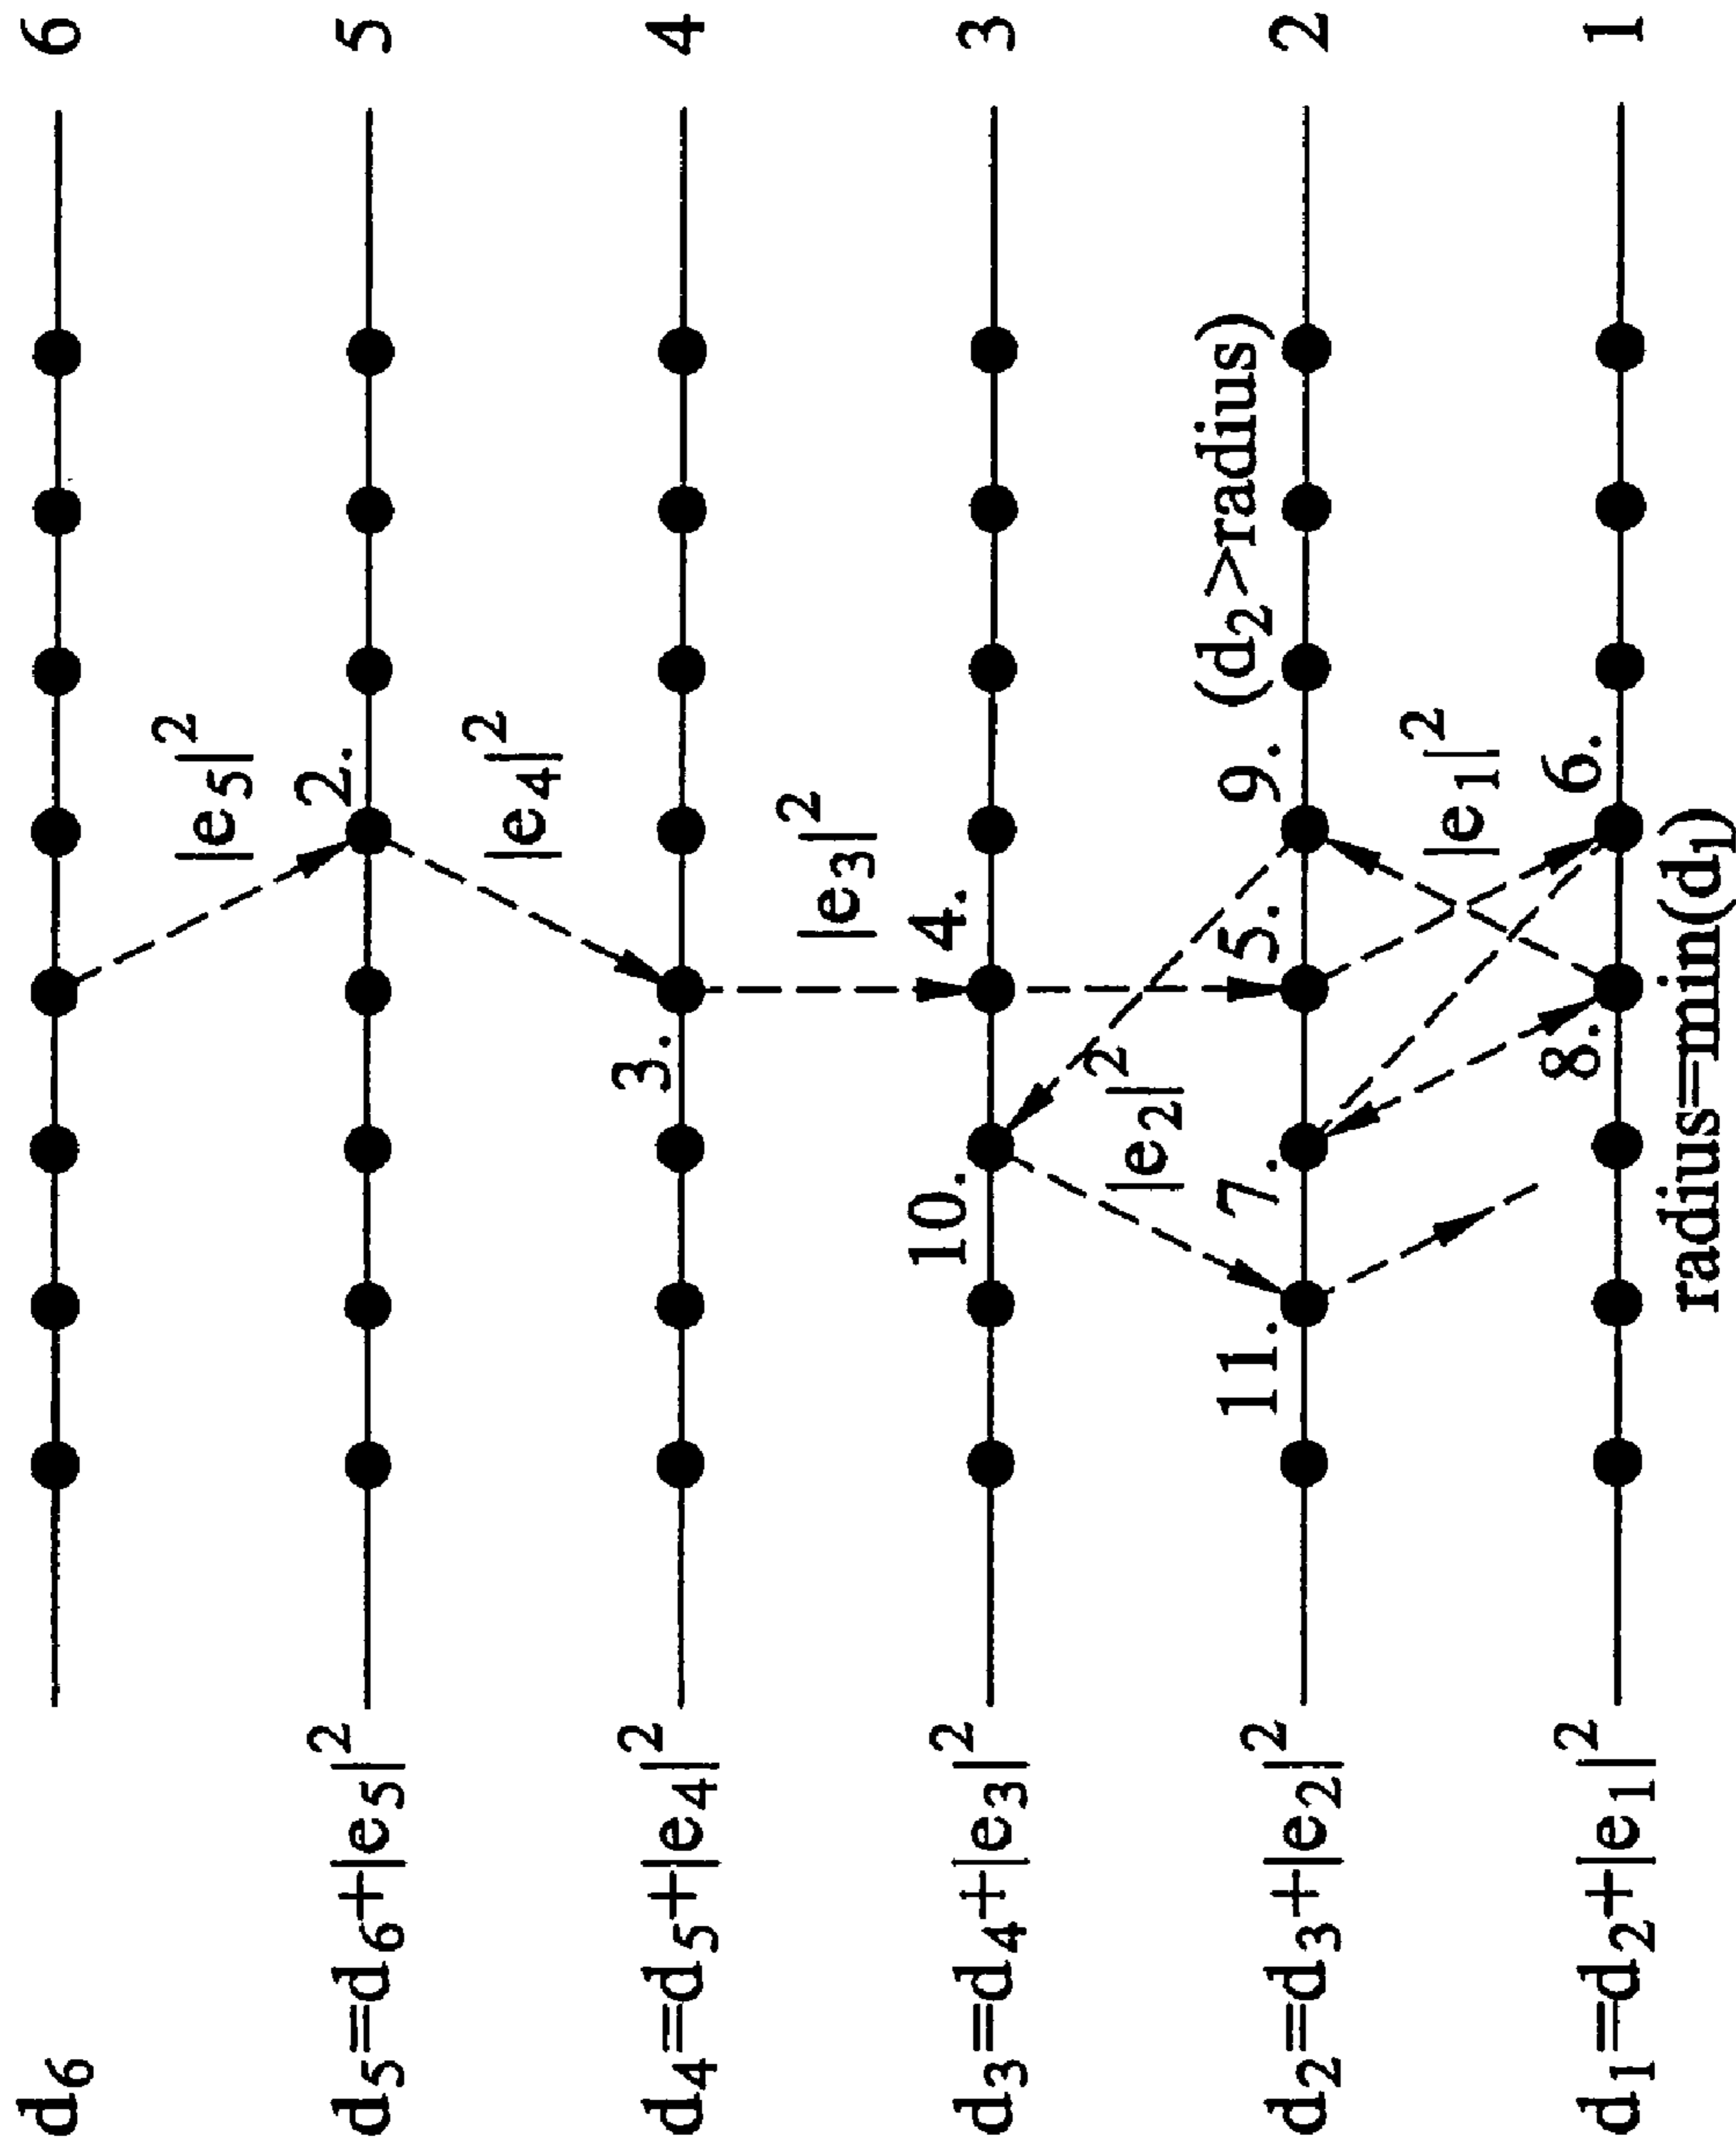 d₆
6
|e₅|²
d₅=d₆+|e₅|²
2.
5
|e₄|²
d₄=d₅+|e₄|²
3.
4
|e₃|²
d₃=d₄+|e₃|²
10.
4.
3
|e₂|²
d₂=d₃+|e₂|²
11.
7.
5.
9.
(d₂>radius)
2
|e₁|²
d₁=d₂+|e₁|²
8.
6.
1
radius=min(d₁)